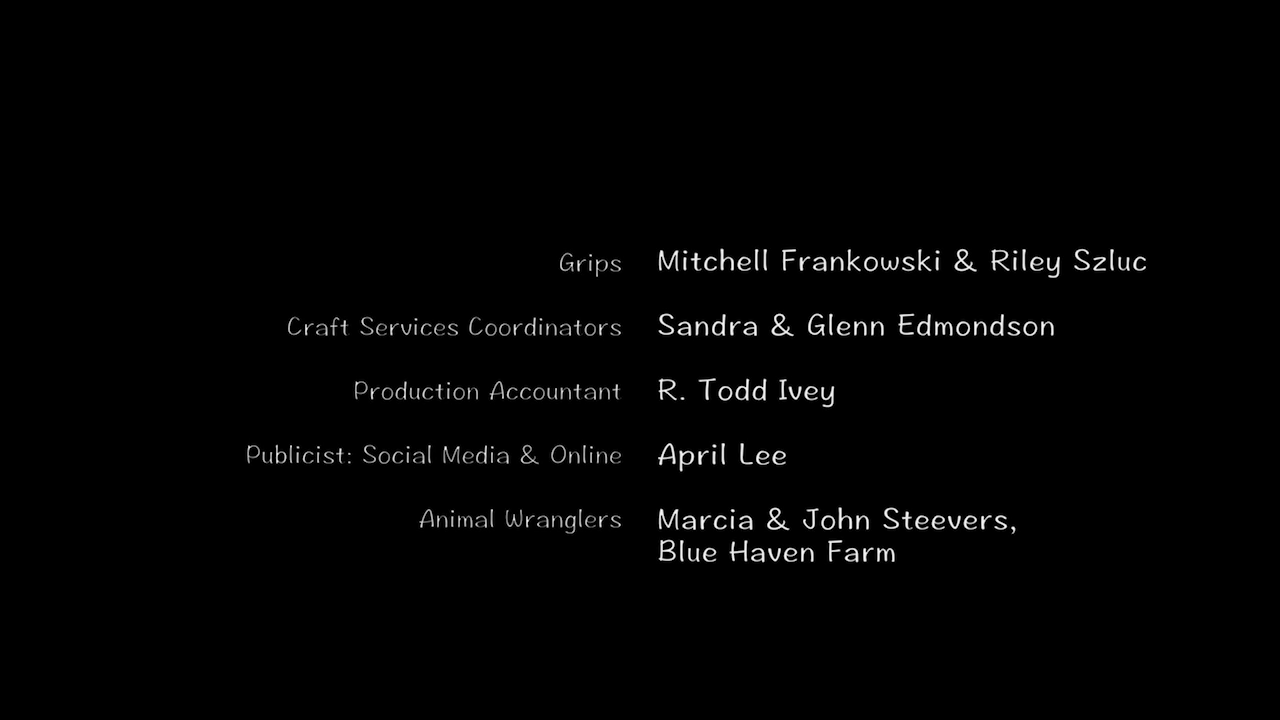 Grips Mitchell Frankowski & Riley Szluc
Craft Services Coordinators Sandra & Glenn Edmondson
Production Accountant R. Todd Ivey
Publicist: Social Media & Online April Lee
Animal Wranglers Marcia & John Steevers,
Blue Haven Farm